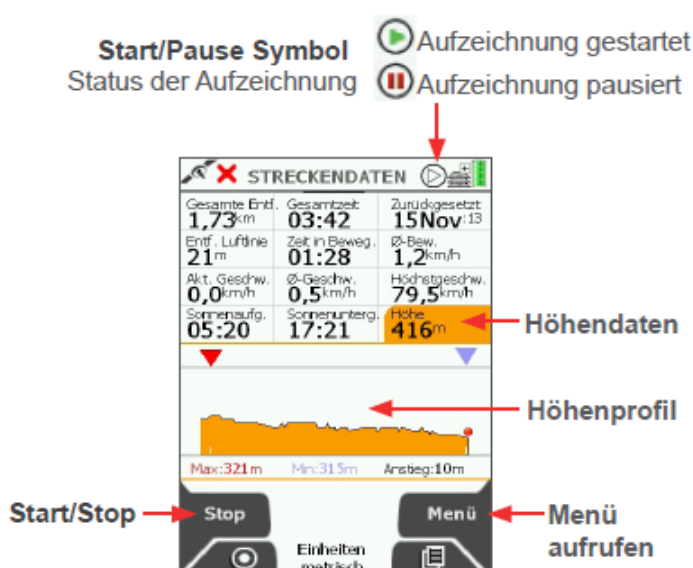 Start/Pause Symbol
Status der Aufzeichnung
Aufzeichnung gestartet
Aufzeichnung pausiert
STRECKENDATEN
Gesamte Entf. Gesamtzeit Zurückgesetzt
1,73km 03:42 15Nov:13
Entf. Luftlinie Zeit in Beweg. Ø-Bew.
21m 01:28 1,2km/h
Akt. Geschw. Ø-Geschw. Höchstgeschw.
0,0km/h 0,5km/h 79,5km/h
Sonnenaufg. Sonnenunterg. Höhe
05:20 17:21 416m
Höhendaten
Höhenprofil
Max:321m Min:315m Anstieg:10m
Start/Stop
Stop
Menü
Menü
aufrufen
Einheiten
metrisch